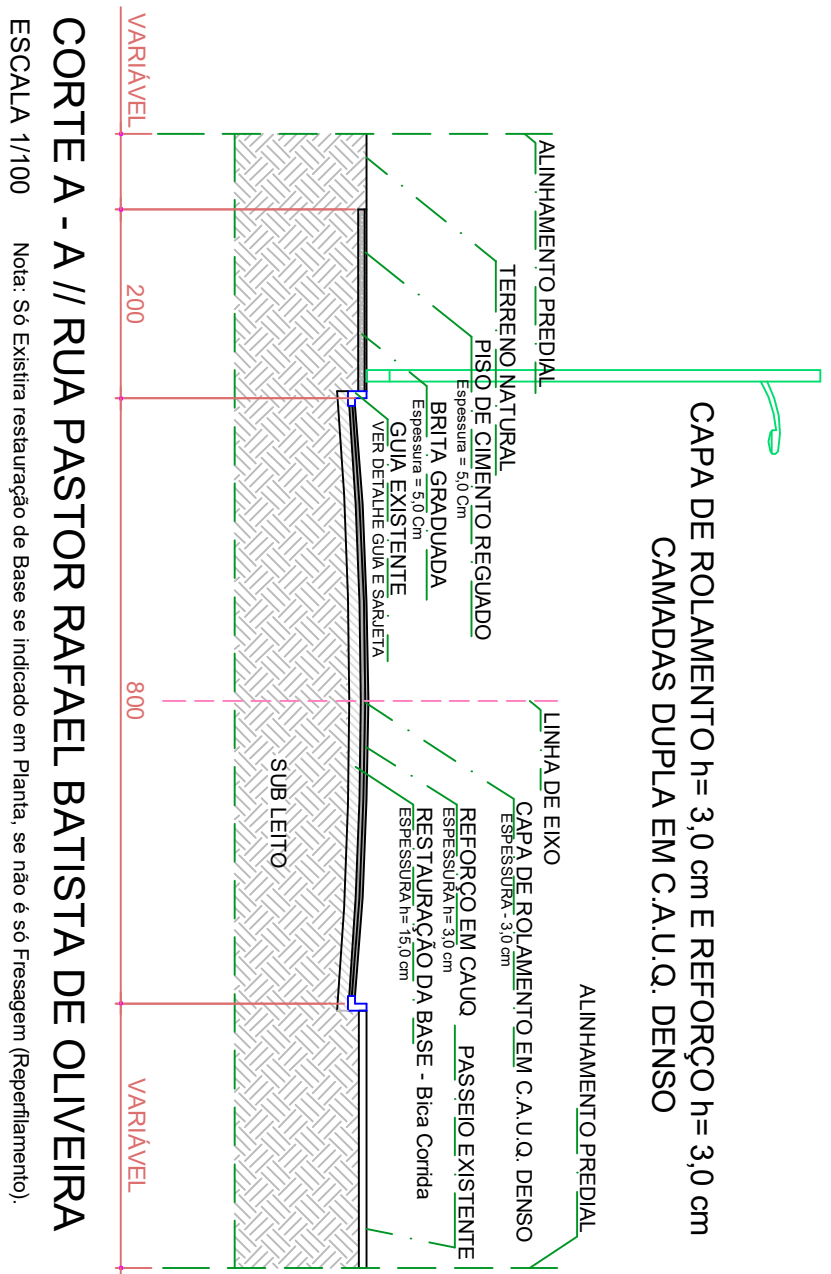 CAPA DE ROLAMENTO h= 3,0 cm E REFORÇO h= 3,0 cm
CAMADAS DUPLA EM C.A.U.Q. DENSO
ALINHAMENTO PREDIAL
TERRENO NATURAL
PISO DE CIMENTO REGUADO
Espessura = 5,0 Cm
BRITA GRADUADA
Espessura = 5,0 Cm
GUIA EXISTENTE
VER DETALHE GUIA E SARJETA
LINHA DE EIXO
CAPA DE ROLAMENTO EM C.A.U.Q. DENSO
ESPESSURA - 3,0cm
REFORÇO EM CAUQ
ESPESSURA h= 3,0 cm
RESTAURAÇÃO DA BASE - Bica Corrida
ESPESSURA h= 15,0 cm
ALINHAMENTO PREDIAL
PASSEIO EXISTENTE
SUB LEITO
VARIÁVEL
200
800
VARIÁVEL
CORTE A - A // RUA PASTOR RAFAEL BATISTA DE OLIVEIRA
ESCALA 1/100
Nota: Só Existira restauração de Base se indicado em Planta, se não é só Fresagem (Reperfilamento).